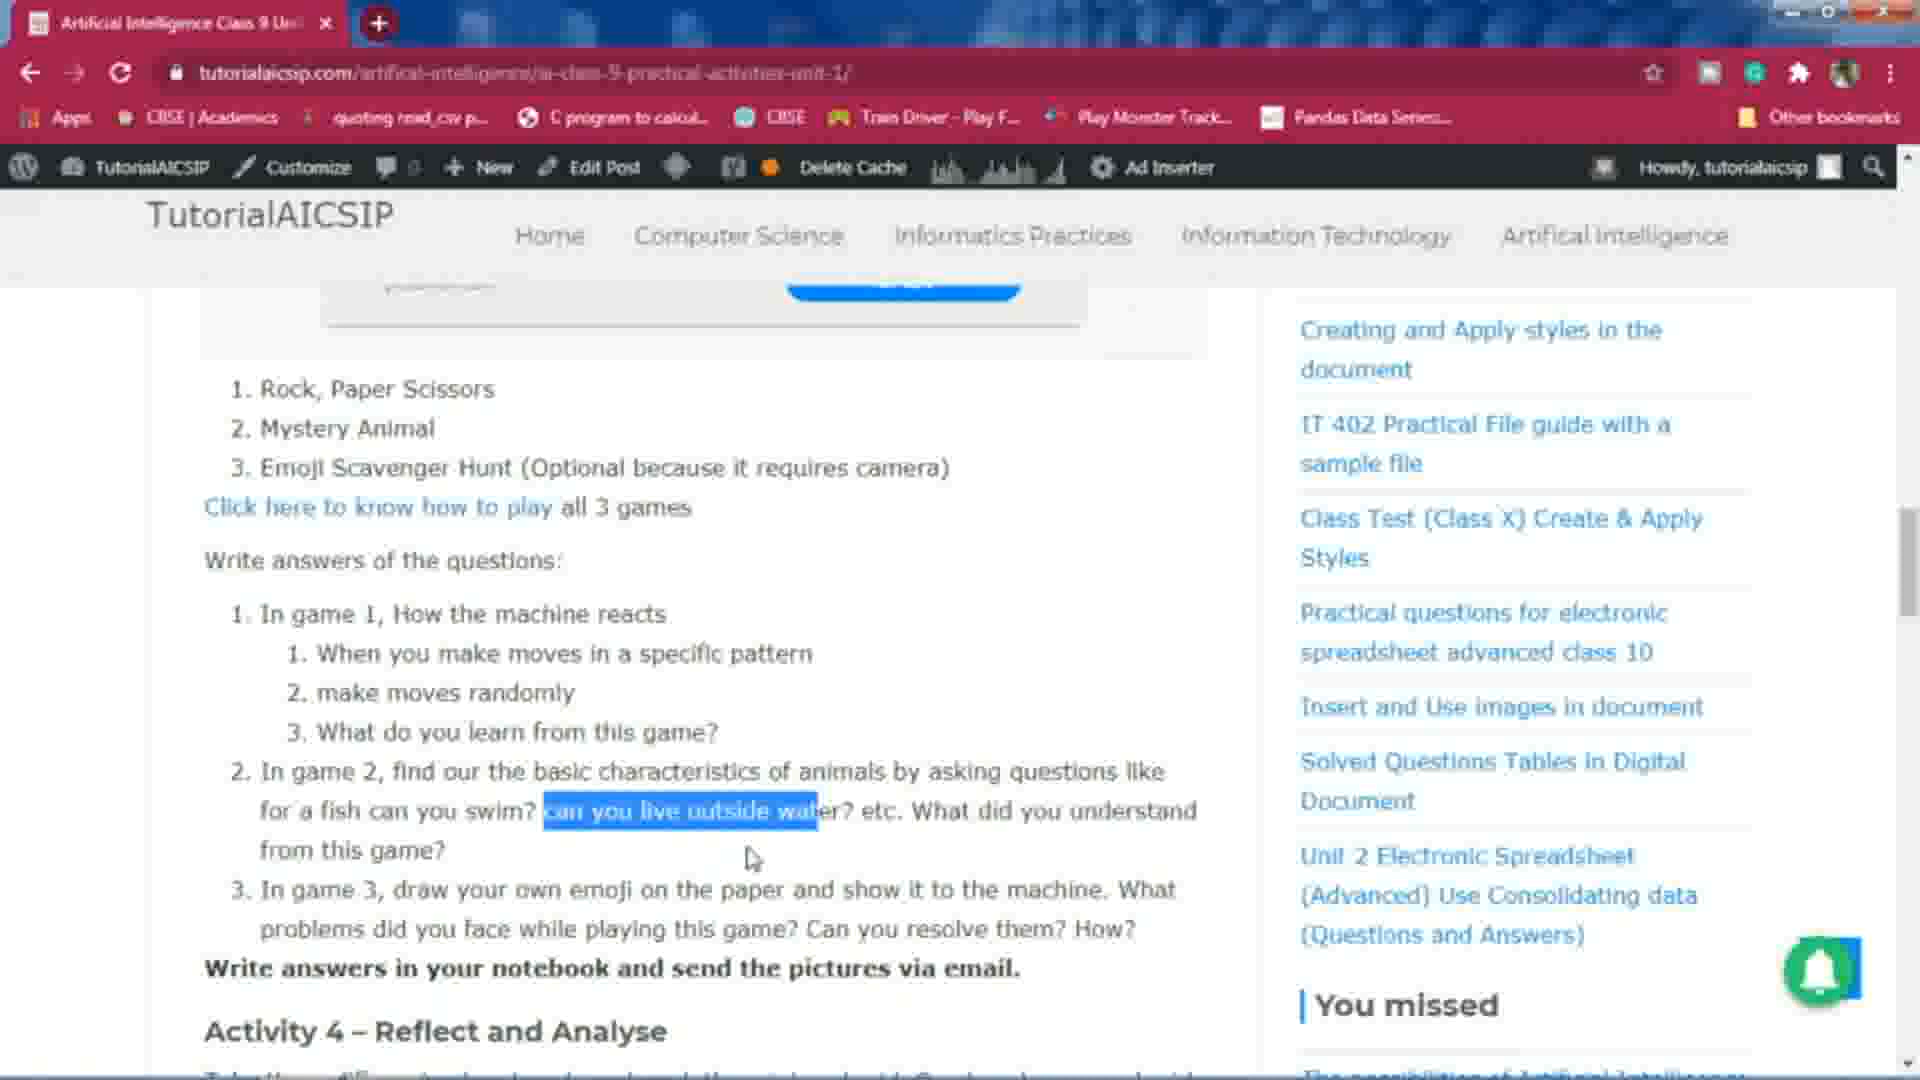 Artificial Intelligence Class 9 Un
tutorialaicsip.com/artifical-intelligence/ai-class-9-practical-activities-unit-1/
Apps
CBSE | Academics
quoting read_csv p...
C program to calcul...
CBSE
Train Driver - Play F...
Play Monster Track...
Pandas Data Series:...
Other bookmarks
TutorialAICSIP
Customize
0
New
Edit Post
Delete Cache
Ad Inserter
Howdy, tutorialaicsip
TutorialAICSIP
Home
Computer Science
Informatics Practices
Information Technology
Artifical Intelligence
1. Rock, Paper Scissors
2. Mystery Animal
3. Emoji Scavenger Hunt (Optional because it requires camera)
Click here to know how to play all 3 games
Write answers of the questions:
1. In game 1, How the machine reacts
1. When you make moves in a specific pattern
2. make moves randomly
3. What do you learn from this game?
2. In game 2, find our the basic characteristics of animals by asking questions like
for a fish can you swim? can you live outside water? etc. What did you understand
from this game?
3. In game 3, draw your own emoji on the paper and show it to the machine. What
problems did you face while playing this game? Can you resolve them? How?
Write answers in your notebook and send the pictures via email.
Activity 4 – Reflect and Analyse
Creating and Apply styles in the
document
IT 402 Practical File guide with a
sample file
Class Test (Class X) Create & Apply
Styles
Practical questions for electronic
spreadsheet advanced class 10
Insert and Use images in document
Solved Questions Tables in Digital
Document
Unit 2 Electronic Spreadsheet
(Advanced) Use Consolidating data
(Questions and Answers)
You missed
The possibility of Artificial Intelligence